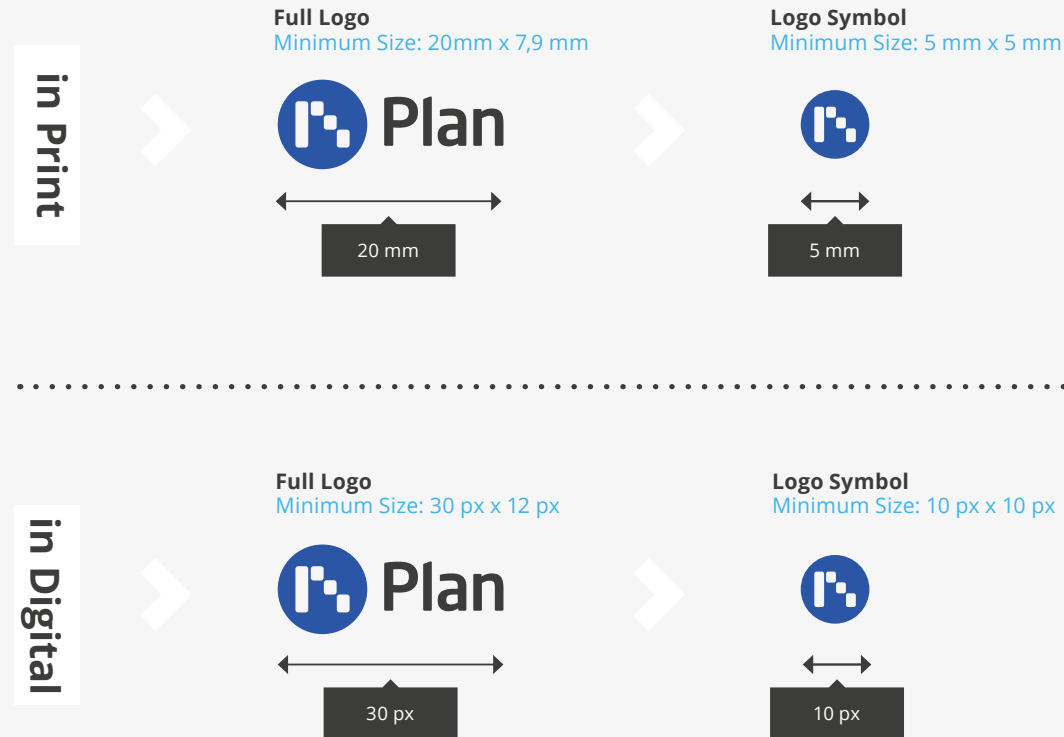 in Print
Full Logo
Minimum Size: 20mm x 7,9 mm
Plan
20 mm
Logo Symbol
Minimum Size: 5 mm x 5 mm
5 mm
in Digital
Full Logo
Minimum Size: 30 px x 12 px
Plan
30 px
Logo Symbol
Minimum Size: 10 px x 10 px
10 px